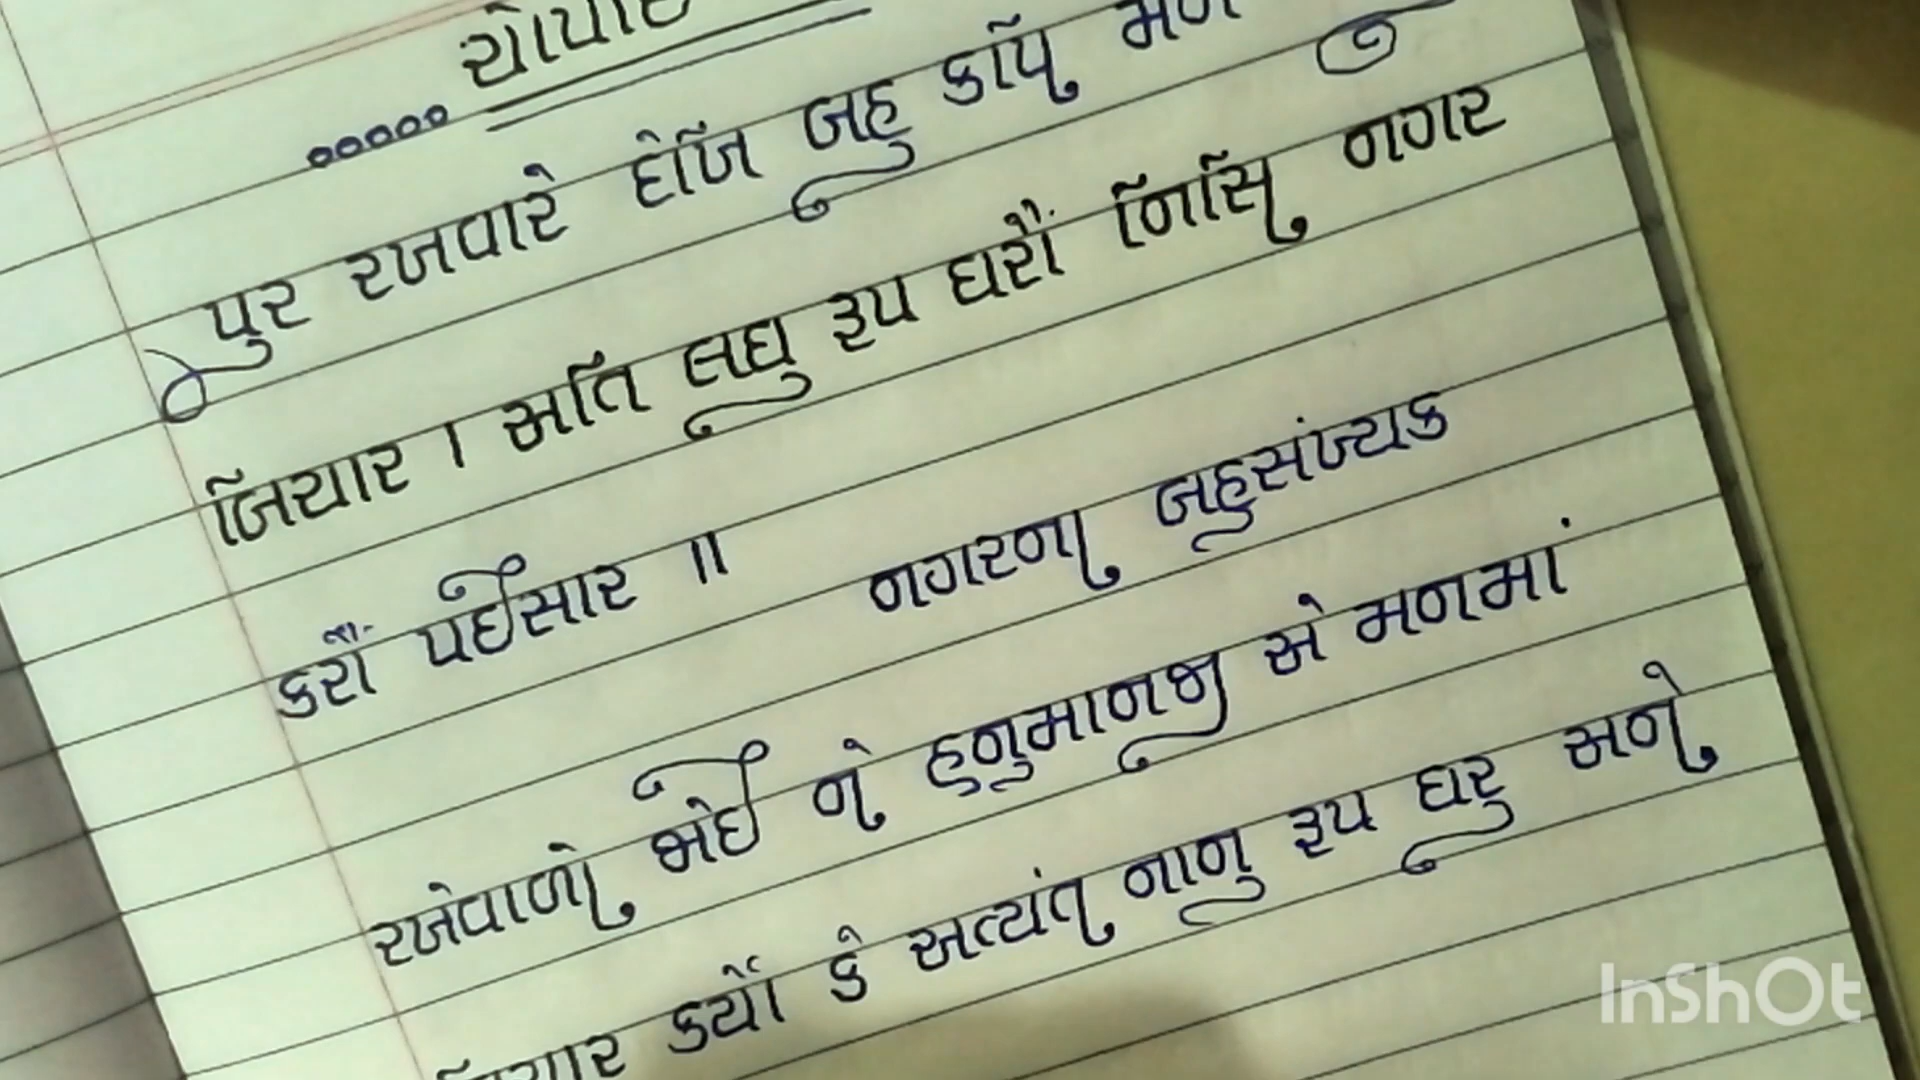 ચોપાઈ
પુર રખવારે દેખિ બહુ કપિ મન
બિચાર । અતિ લઘુ રૂપ ધરૌં નિસિ નગર
કરૌં પઈસાર ॥ નગરના બહુસંખ્યક
રખેવાળો જોઈ ને હનુમાનજી એ મનમાં
વિચાર કર્યો કે અત્યંત નાનુ રૂપ ધરુ અને
InShOt